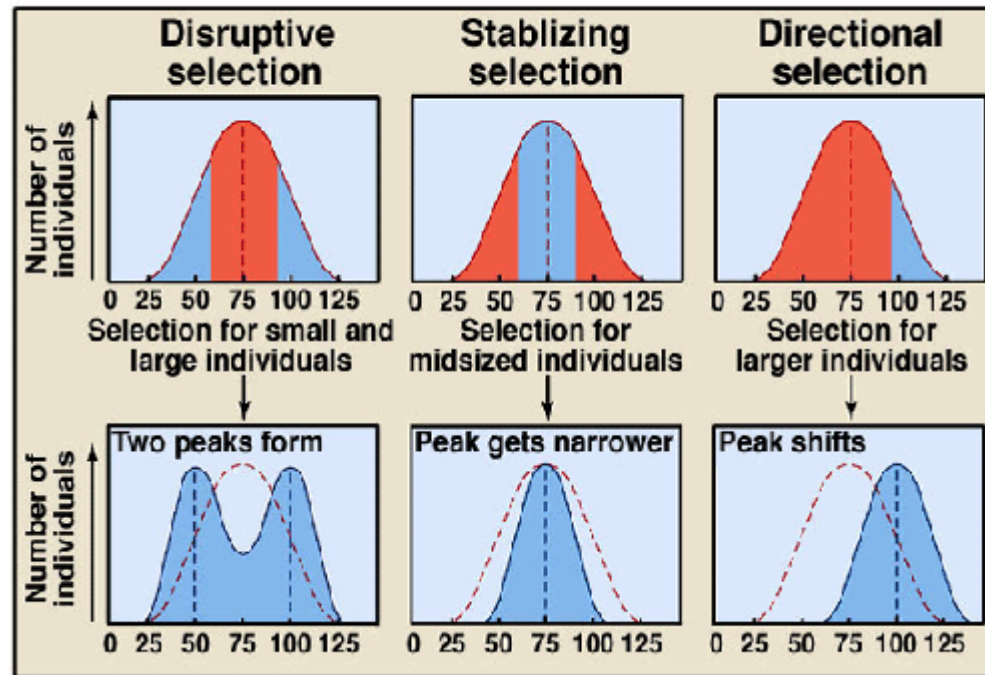 Disruptive
selection
Stablizing
selection
Directional
selection
Number of
individuals
0 25 50 75 100 125
0 25 50 75 100 125
0 25 50 75 100 125
Selection for small and
large individuals
Selection for
midsized individuals
Selection for
larger individuals
Number of
individuals
Two peaks form
Peak gets narrower
Peak shifts
0 25 50 75 100 125
0 25 50 75 100 125
0 25 50 75 100 125